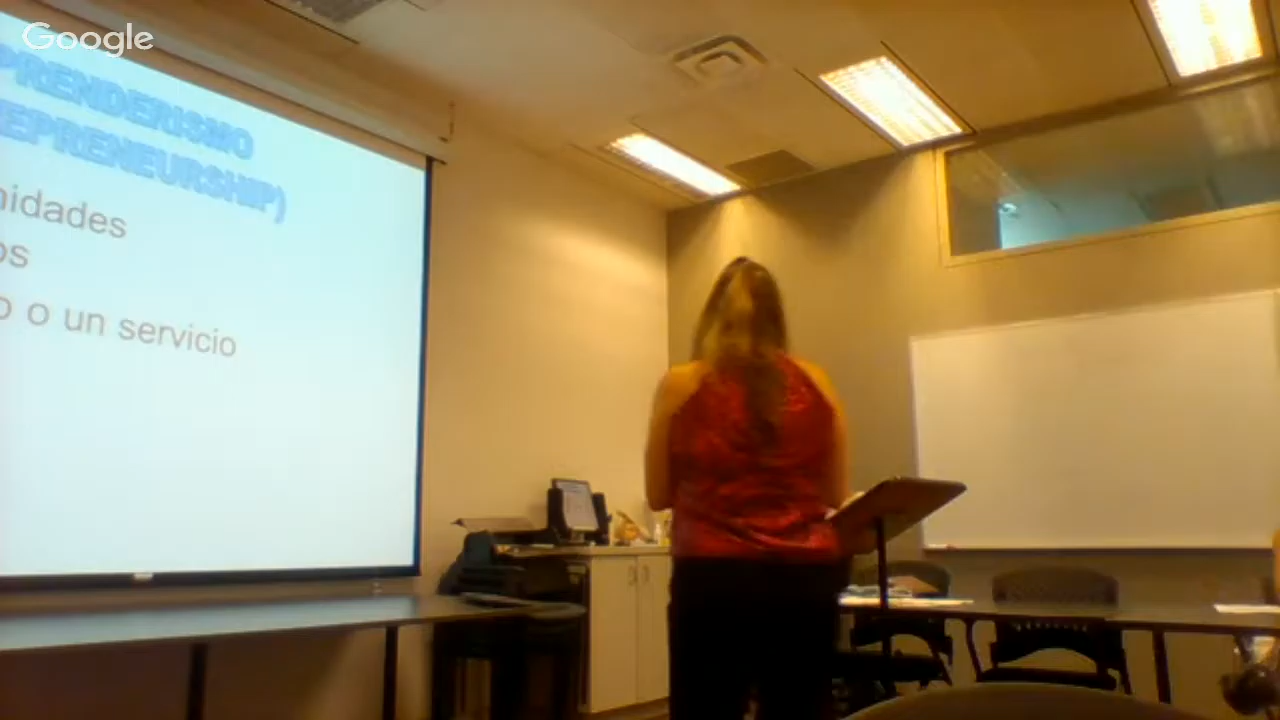 Google
PRENDERISMO
EPRENEURSHIP)
nidades
os
o o un servicio